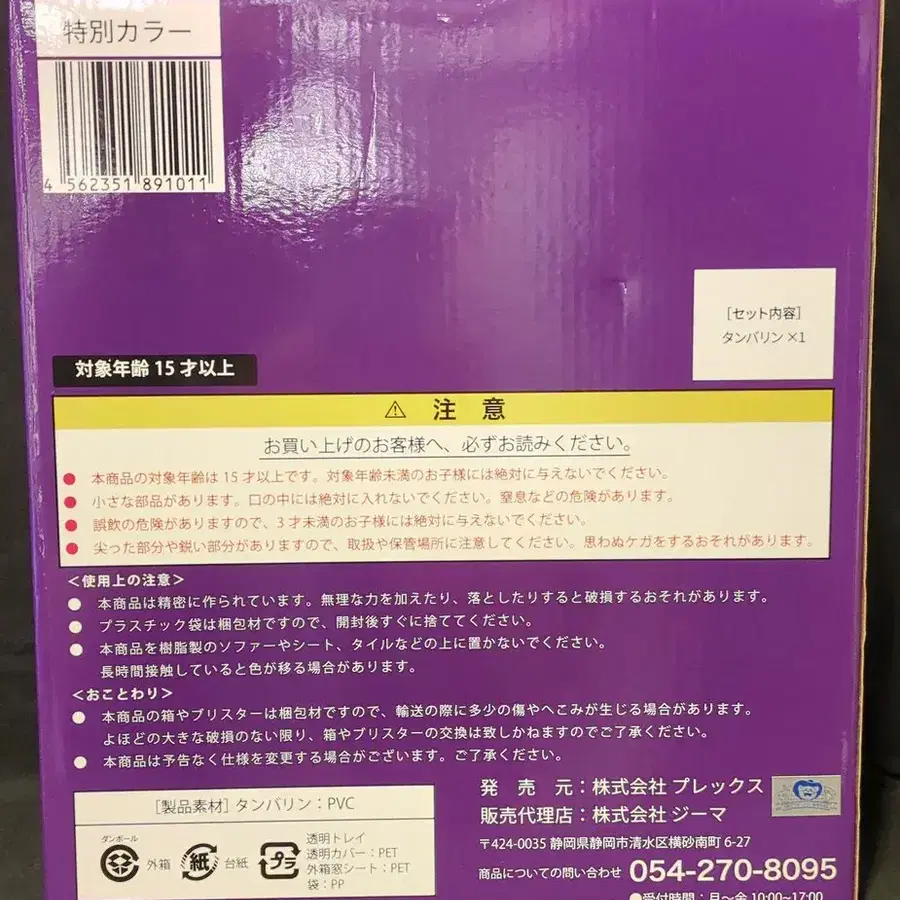 特別カラー
4 562351 891011
[セット内容]
タンバリン ×1
対象年齢 15 才以上
⚠ 注 意
お買い上げのお客様へ、必ずお読みください。
● 本商品の対象年齢は 15 才以上です。対象年齢未満のお子様には絶対に与えないでください。
● 小さな部品があります。口の中には絶対に入れないでください。窒息などの危険があります。
● 誤飲の危険がありますので、3 才未満のお子様には絶対に与えないでください。
● 尖った部分や鋭い部分がありますので、取扱や保管場所に注意してください。思わぬケガをするおそれがあります。
＜使用上の注意＞
● 本商品は精密に作られています。無理な力を加えたり、落としたりすると破損するおそれがあります。
● プラスチック袋は梱包材ですので、開封後すぐに捨ててください。
● 本商品を樹脂製のソファーやシート、タイルなどの上に置かないでください。
長時間接触していると色が移る場合があります。
＜おことわり＞
● 本商品の箱やブリスターは梱包材ですので、輸送の際に多少の傷やへこみが生じる場合があります。
よほどの大きな破損のない限り、箱やブリスターの交換は致しかねますのでご了承ください。
● 本商品は予告なく仕様を変更する場合がございます。ご了承ください。
[製品素材] タンバリン：PVC
ダンボール
外箱
紙
台紙
プラ
透明トレイ
透明カバー：PET
外箱窓シート：PET
袋：PP
発 売 元：株式会社 プレックス
販売代理店：株式会社 ジーマ
〒424-0035 静岡県静岡市清水区横砂南町 6-27
商品についての問い合わせ 054-270-8095
●受付時間：月～金 10:00~17:00